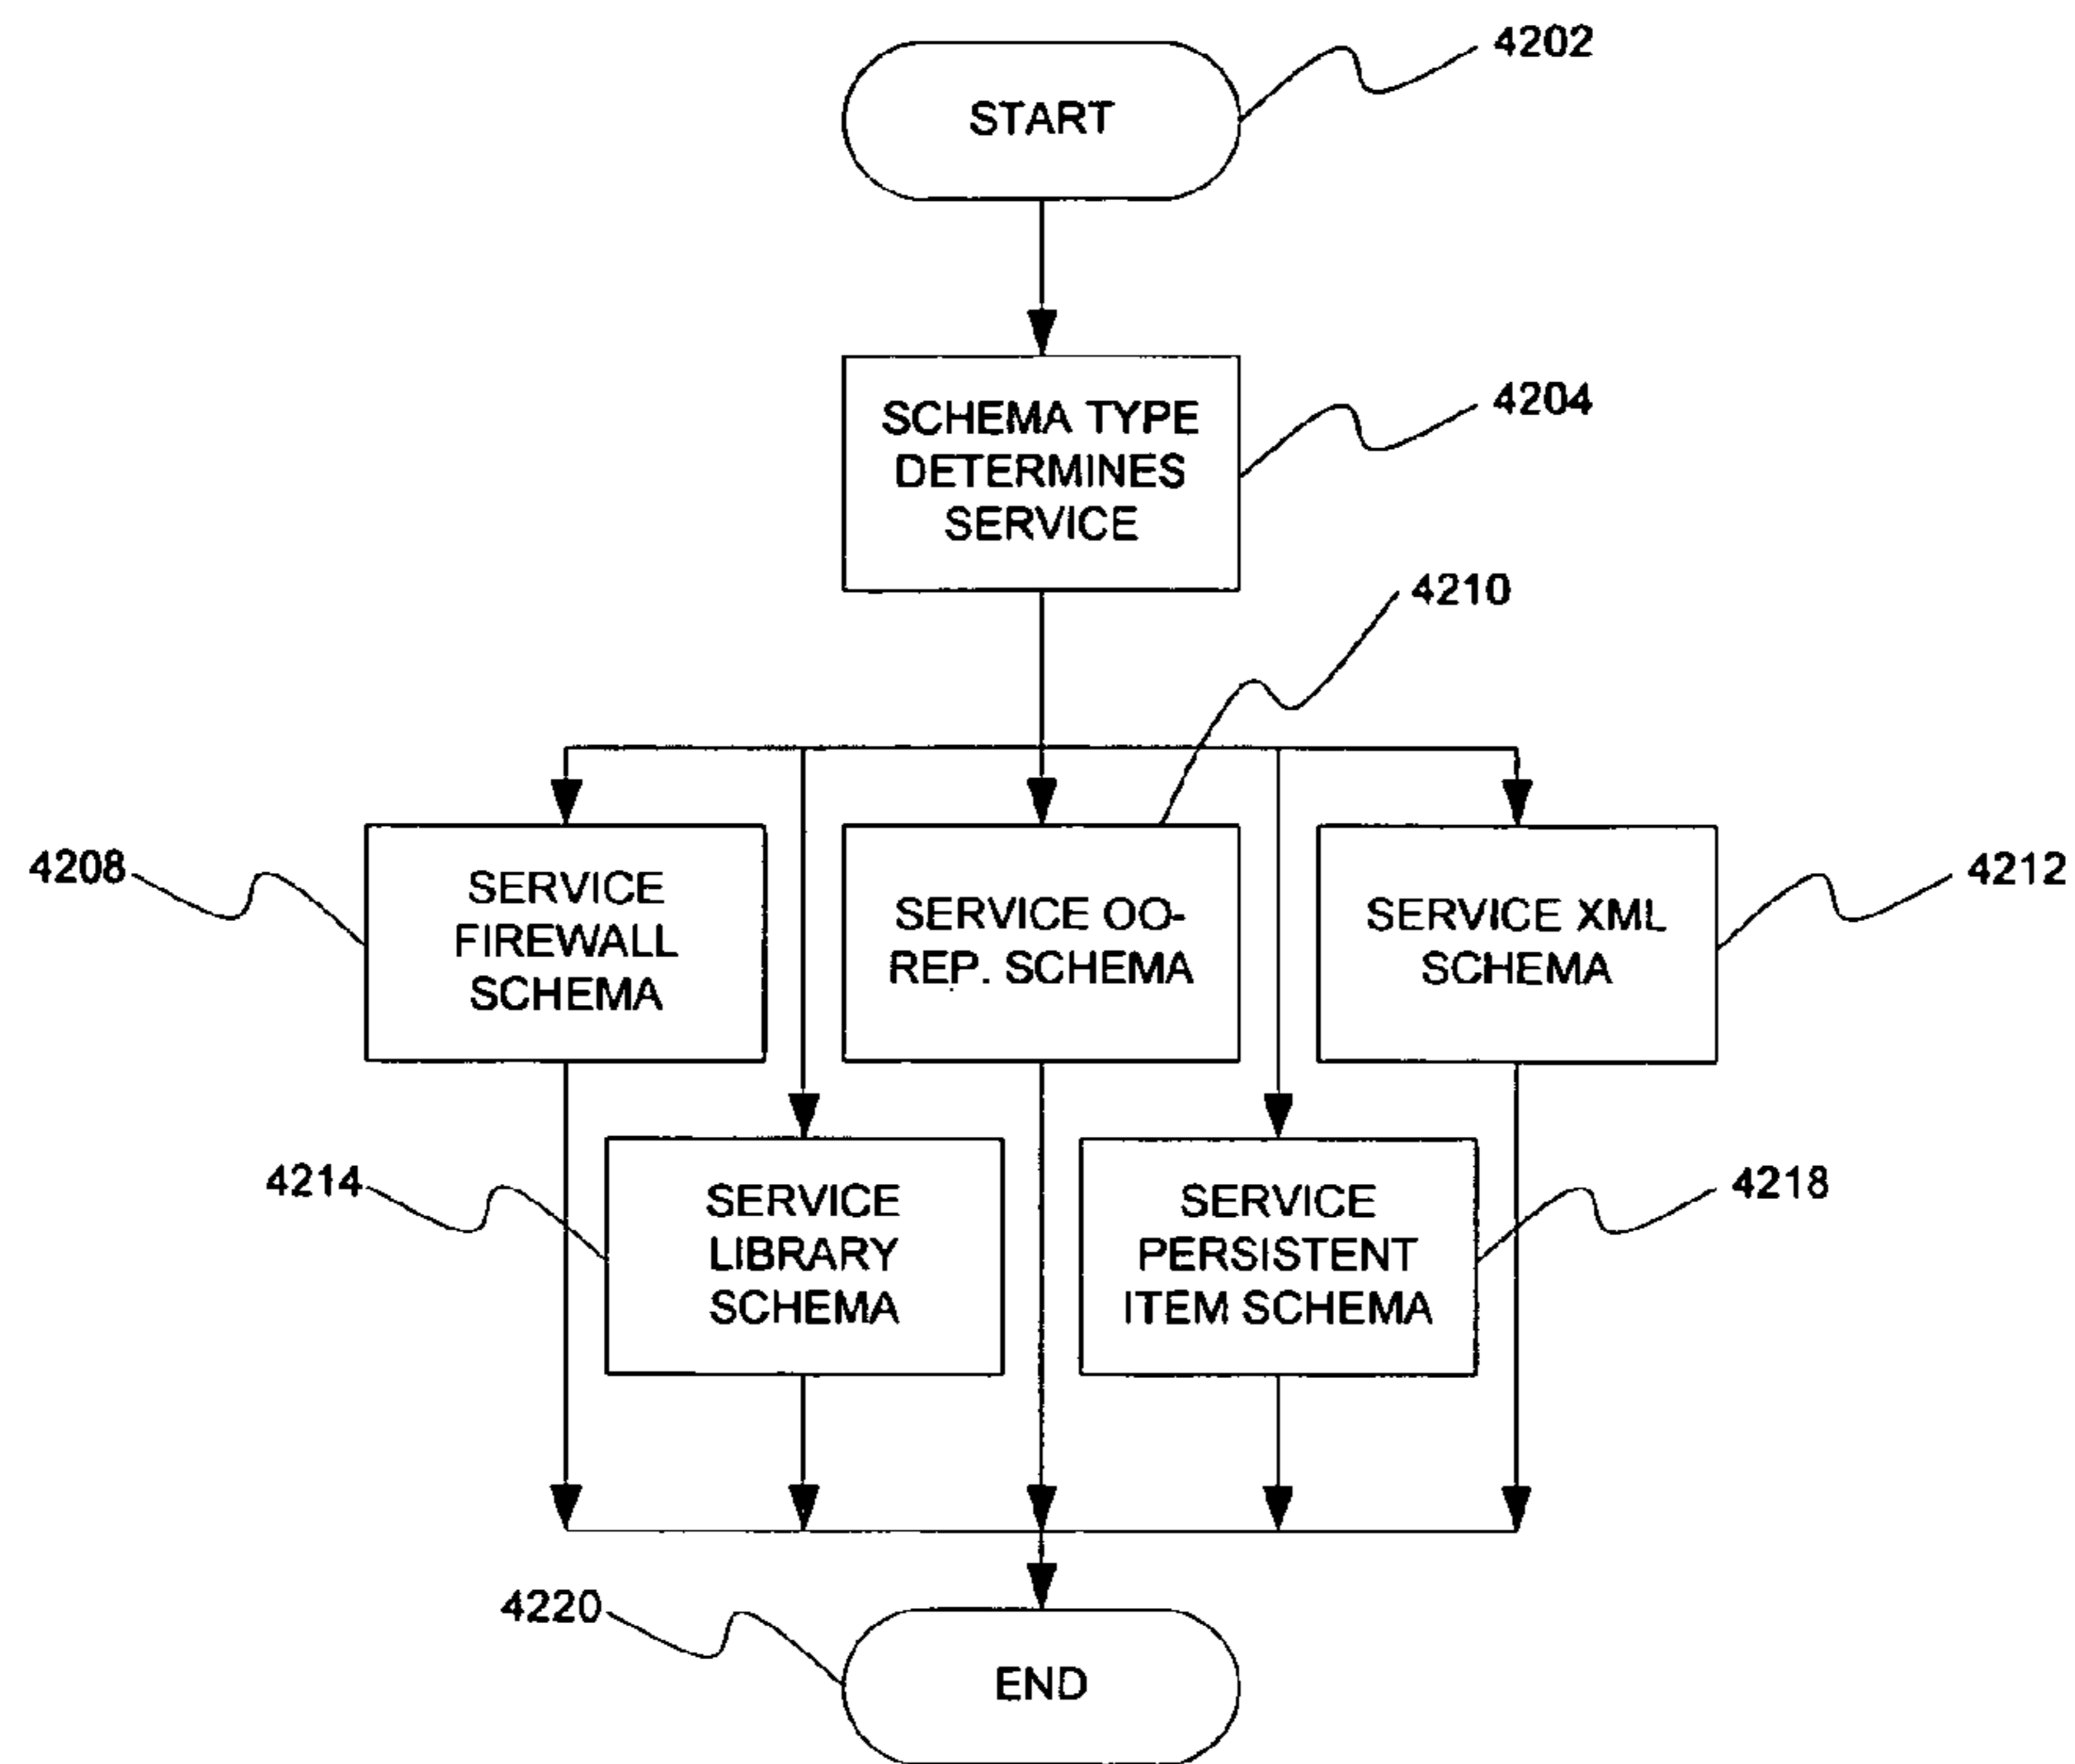 4202
START
4204
SCHEMA TYPE
DETERMINES
SERVICE
4210
4208
SERVICE
FIREWALL
SCHEMA
SERVICE OO-
REP. SCHEMA
SERVICE XML
SCHEMA
4212
4214
SERVICE
LIBRARY
SCHEMA
SERVICE
PERSISTENT
ITEM SCHEMA
4218
4220
END